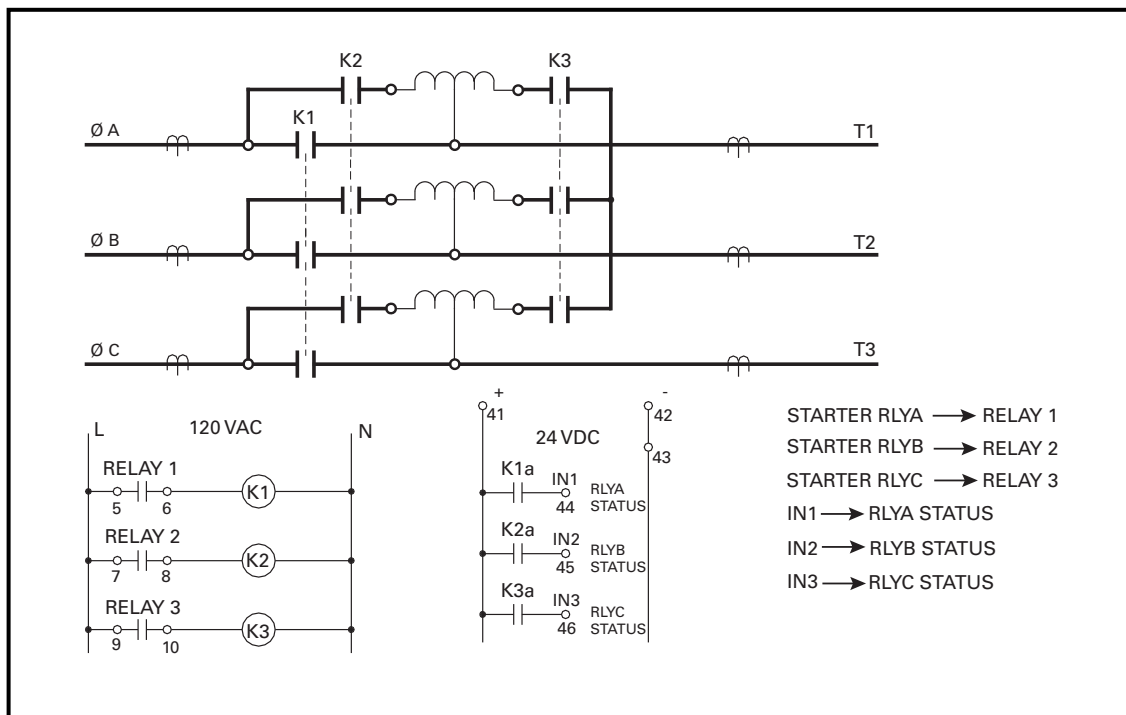 K2 K3
K1
Ø A T1
Ø B T2
Ø C T3
L 120 VAC N
RELAY 1
5 6 K1
RELAY 2
7 8 K2
RELAY 3
9 10 K3
+ -
41 42
24 VDC 43
K1a IN1 RLYA
44 STATUS
K2a IN2 RLYB
45 STATUS
K3a IN3 RLYC
46 STATUS
STARTER RLYA → RELAY 1
STARTER RLYB → RELAY 2
STARTER RLYC → RELAY 3
IN1 → RLYA STATUS
IN2 → RLYB STATUS
IN3 → RLYC STATUS